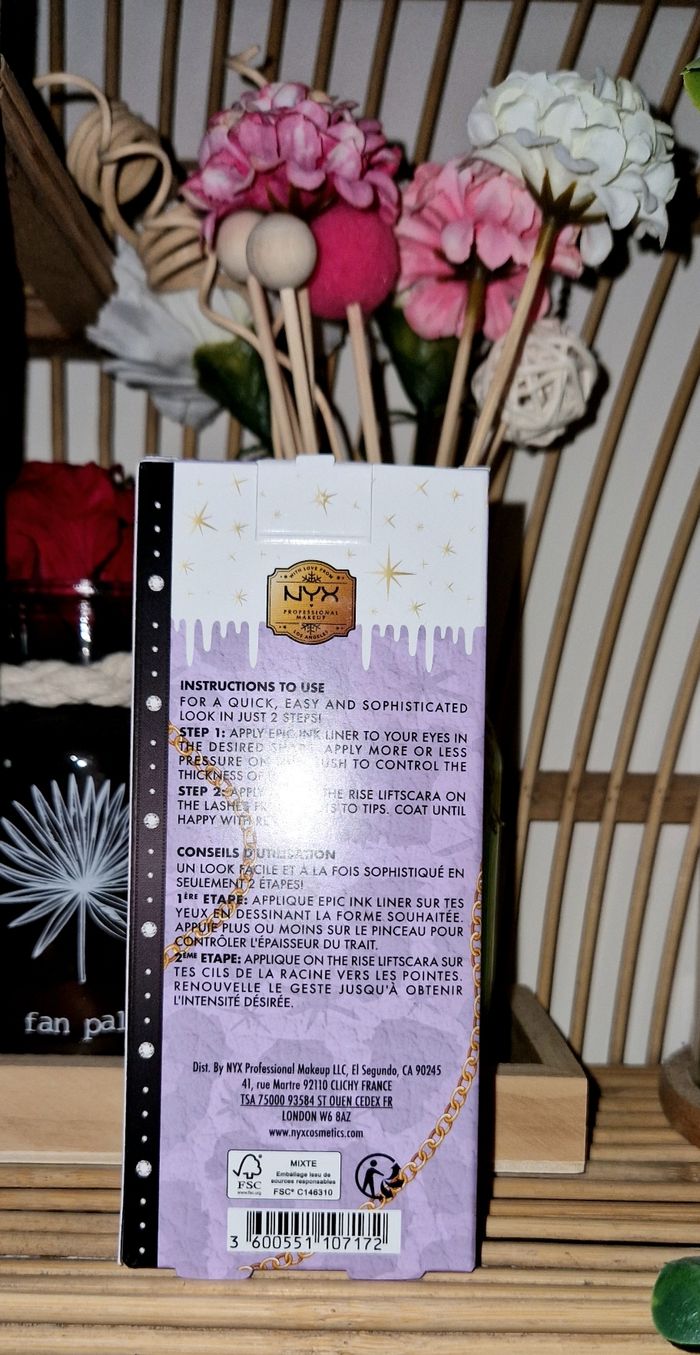 WITH LOVE FROM
NYX
PROFESSIONAL
MAKEUP
LOS ANGELES
INSTRUCTIONS TO USE
FOR A QUICK, EASY AND SOPHISTICATED
LOOK IN JUST 2 STEPS!
STEP 1: APPLY EPIC INK LINER TO YOUR EYES IN
THE DESIRED APPLY MORE OR LESS
PRESSURE ON TO CONTROL THE
THICKNESS OF
STEP 2: APPLY THE RISE LIFTSCARA ON
THE LASHES TO TIPS. COAT UNTIL
HAPPY WITH
CONSEILS D'UTILISATION
UN LOOK FACILE ET À LA FOIS SOPHISTIQUÉ EN
SEULEMENT 2 ÉTAPES!
1ÈRE ETAPE: APPLIQUE EPIC INK LINER SUR TES
YEUX EN DESSINANT LA FORME SOUHAITÉE.
APPUIE PLUS OU MOINS SUR LE PINCEAU POUR
CONTRÔLER L'ÉPAISSEUR DU TRAIT.
2ÈME ETAPE: APPLIQUE ON THE RISE LIFTSCARA SUR
TES CILS DE LA RACINE VERS LES POINTES.
RENOUVELLE LE GESTE JUSQU'À OBTENIR
L'INTENSITÉ DÉSIRÉE.
fan pal
Dist. By NYX Professional Makeup LLC, El Segundo, CA 90245
41, rue Martre 92110 CLICHY FRANCE
TSA 75000 93584 ST OUEN CEDEX FR
LONDON W6 8AZ
www.nyxcosmetics.com
FSC
www.fsc.org
MIXTE
Emballage issu de
sources responsables
FSC® C146310
3 600551 107172